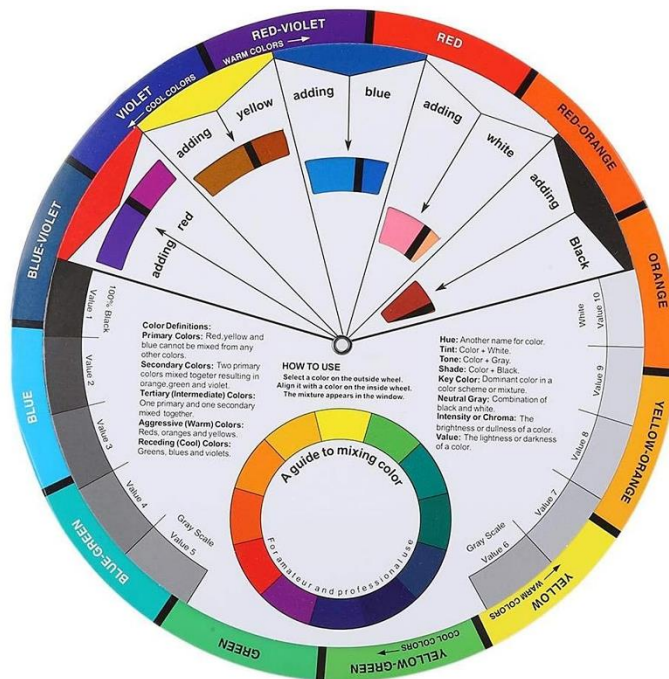 RED-VIOLET
WARM COLORS
RED
RED-ORANGE
ORANGE
YELLOW-ORANGE
YELLOW
WARM COLORS
YELLOW-GREEN
COOL COLORS
GREEN
BLUE-GREEN
BLUE
BLUE-VIOLET
VIOLET
COOL COLORS
adding red
adding yellow
adding blue
adding white
adding Black
100% Black
Value 1
Value 2
Value 3
Value 4
Value 5
Gray Scale
White
Value 10
Value 9
Value 8
Value 7
Value 6
Gray Scale
Color Definitions:
Primary Colors: Red,yellow and
blue cannot be mixed from any
other colors.
Secondary Colors: Two primary
colors mixed togeter resulting in
orange,green and violet.
Tertiary (Intermediate) Colors:
One primary and one secondary
mixed together.
Aggressive (Warm) Colors:
Reds, oranges and yellows.
Receding (Cool) Colors:
Greens, blues and violets.
HOW TO USE
Select a color on the outside wheel.
Align it with a color on the inside wheel.
The mixture appears in the window.
Hue: Another name for color.
Tint: Color + White.
Tone: Color + Gray.
Shade: Color + Black.
Key Color: Dominant color in a
color scheme or mixture.
Neutral Gray: Combination of
black and white.
Intensity or Chroma: The
brightness or dullness of a color.
Value: The lightness or darkness
of a color.
A guide to mixing color
For amateur and professional use